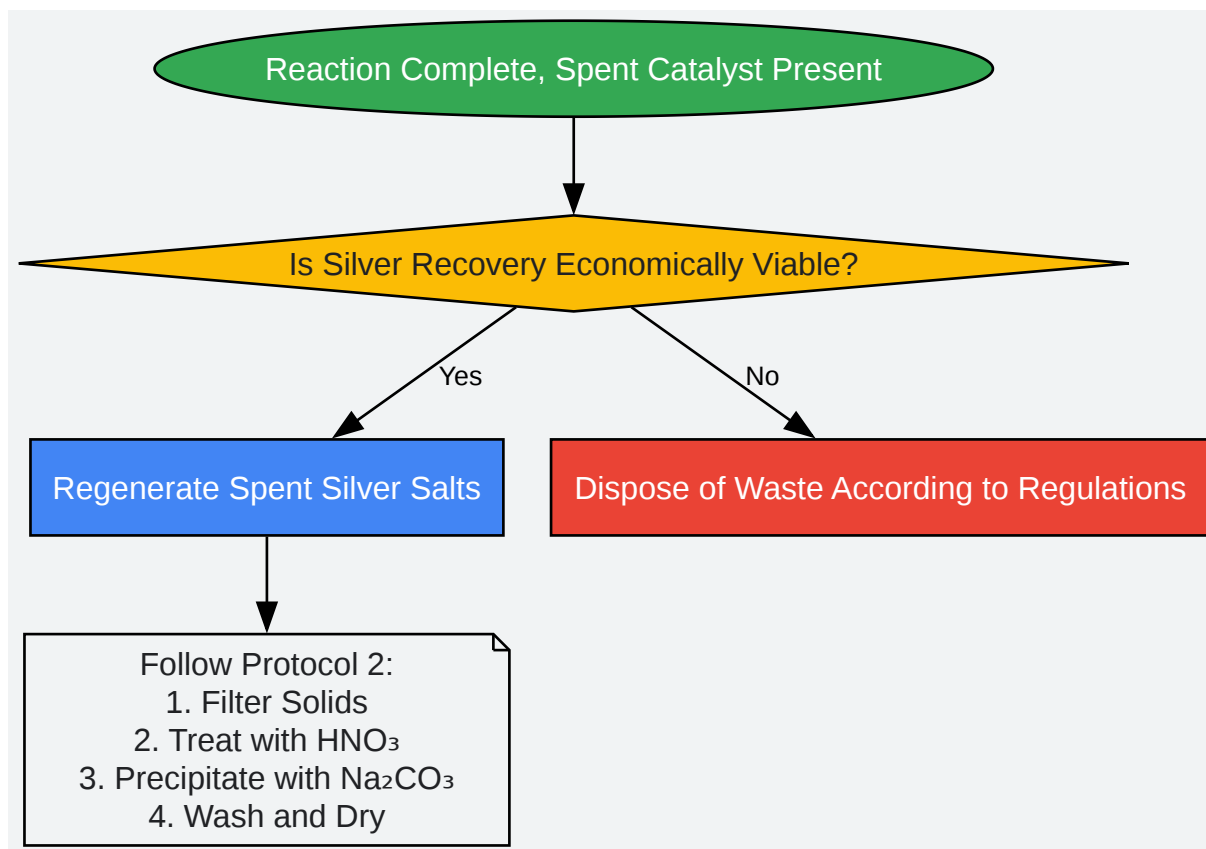 Reaction Complete, Spent Catalyst Present
Is Silver Recovery Economically Viable?
Yes
No
Regenerate Spent Silver Salts
Dispose of Waste According to Regulations
Follow Protocol 2:
1. Filter Solids
2. Treat with HNO₃
3. Precipitate with Na₂CO₃
4. Wash and Dry